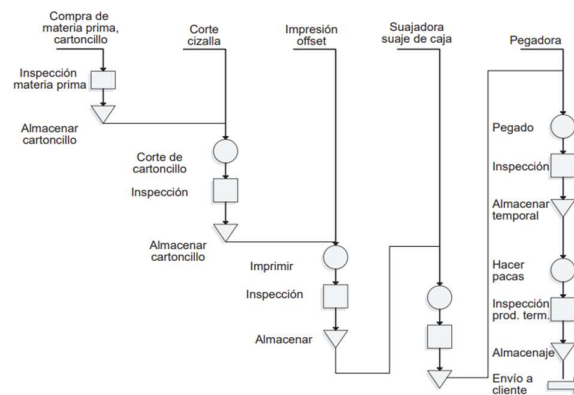 Compra de
materia prima,
cartoncillo
Corte
cizalla
Impresión
offset
Suajadora
suaje de caja
Pegadora
Inspección
materia prima
Almacenar
cartoncillo
Corte de
cartoncillo
Inspección
Almacenar
cartoncillo
Imprimir
Inspección
Almacenar
Pegado
Inspección
Almacenar
temporal
Hacer
pacas
Inspección
prod. term.
Almacenaje
Envío a
cliente